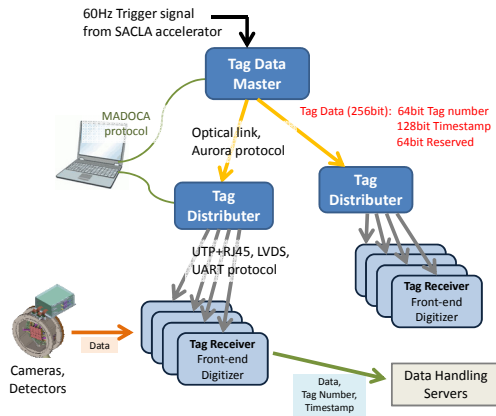 60Hz Trigger signal
from SACLA accelerator
Tag Data
Master
MADOCA
protocol
Optical link,
Aurora protocol
Tag Data (256bit): 64bit Tag number
128bit Timestamp
64bit Reserved
Tag
Distributer
Tag
Distributer
UTP+RJ45, LVDS,
UART protocol
Tag Receiver
Front-end
Digitizer
Tag Receiver
Front-end
Digitizer
Data
Cameras,
Detectors
Data,
Tag Number,
Timestamp
Data Handling
Servers